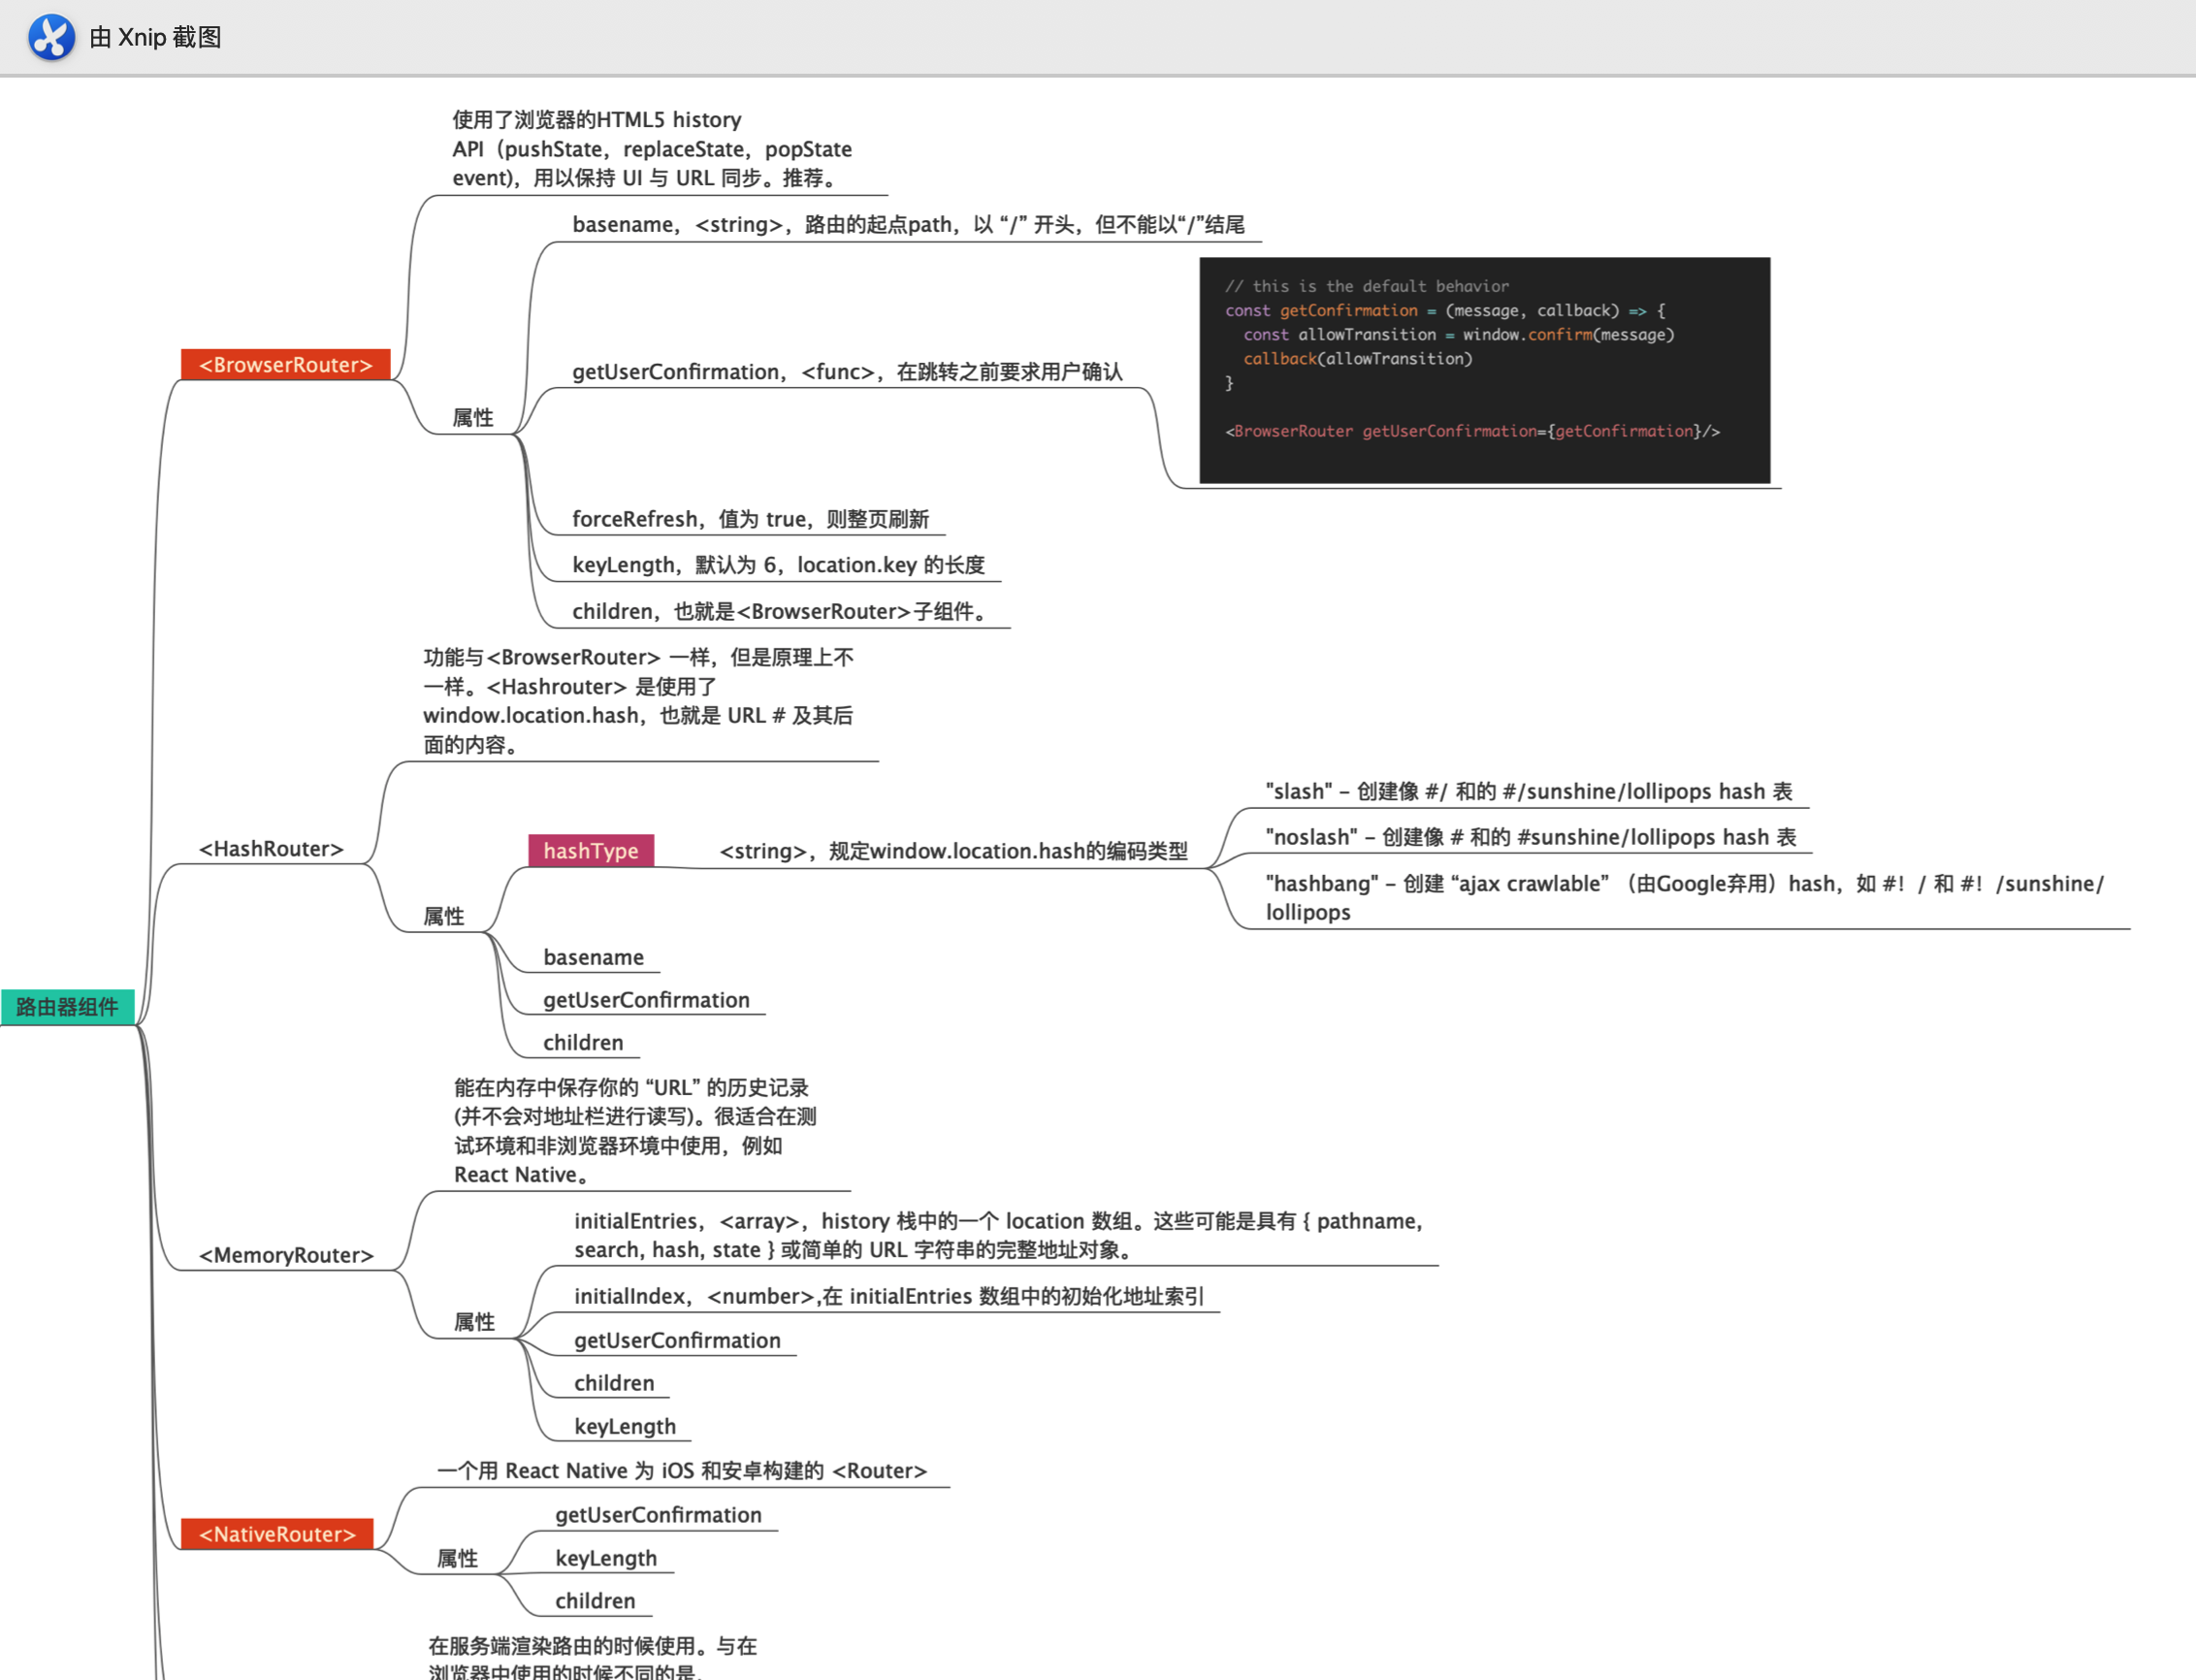 由 Xnip 截图
使用了浏览器的HTML5 history
API（pushState，replaceState，popState
event)，用以保持 UI 与 URL 同步。推荐。
basename，<string>，路由的起点path，以 “/” 开头，但不能以“/”结尾
// this is the default behavior
const getConfirmation = (message, callback) => {
const allowTransition = window.confirm(message)
callback(allowTransition)
}
<BrowserRouter getUserConfirmation={getConfirmation}/>
<BrowserRouter>
getUserConfirmation，<func>，在跳转之前要求用户确认
属性
forceRefresh，值为 true，则整页刷新
keyLength，默认为 6，location.key 的长度
children，也就是<BrowserRouter>子组件。
功能与<BrowserRouter> 一样，但是原理上不
一样。<Hashrouter> 是使用了
window.location.hash，也就是 URL # 及其后
面的内容。
<HashRouter>
属性
hashType
<string>，规定window.location.hash的编码类型
"slash" – 创建像 #/ 和的 #/sunshine/lollipops hash 表
"noslash" – 创建像 # 和的 #sunshine/lollipops hash 表
"hashbang" – 创建 “ajax crawlable” （由Google弃用）hash，如 #！/ 和 #！/sunshine/
lollipops
basename
getUserConfirmation
children
路由器组件
能在内存中保存你的 “URL” 的历史记录
(并不会对地址栏进行读写)。很适合在测
试环境和非浏览器环境中使用，例如
React Native。
<MemoryRouter>
属性
initialEntries，<array>，history 栈中的一个 location 数组。这些可能是具有 { pathname,
search, hash, state } 或简单的 URL 字符串的完整地址对象。
initialIndex，<number>,在 initialEntries 数组中的初始化地址索引
getUserConfirmation
children
keyLength
一个用 React Native 为 iOS 和安卓构建的 <Router>
<NativeRouter>
属性
getUserConfirmation
keyLength
children
在服务端渲染路由的时候使用。与在
浏览器中使用的时候不同的是，